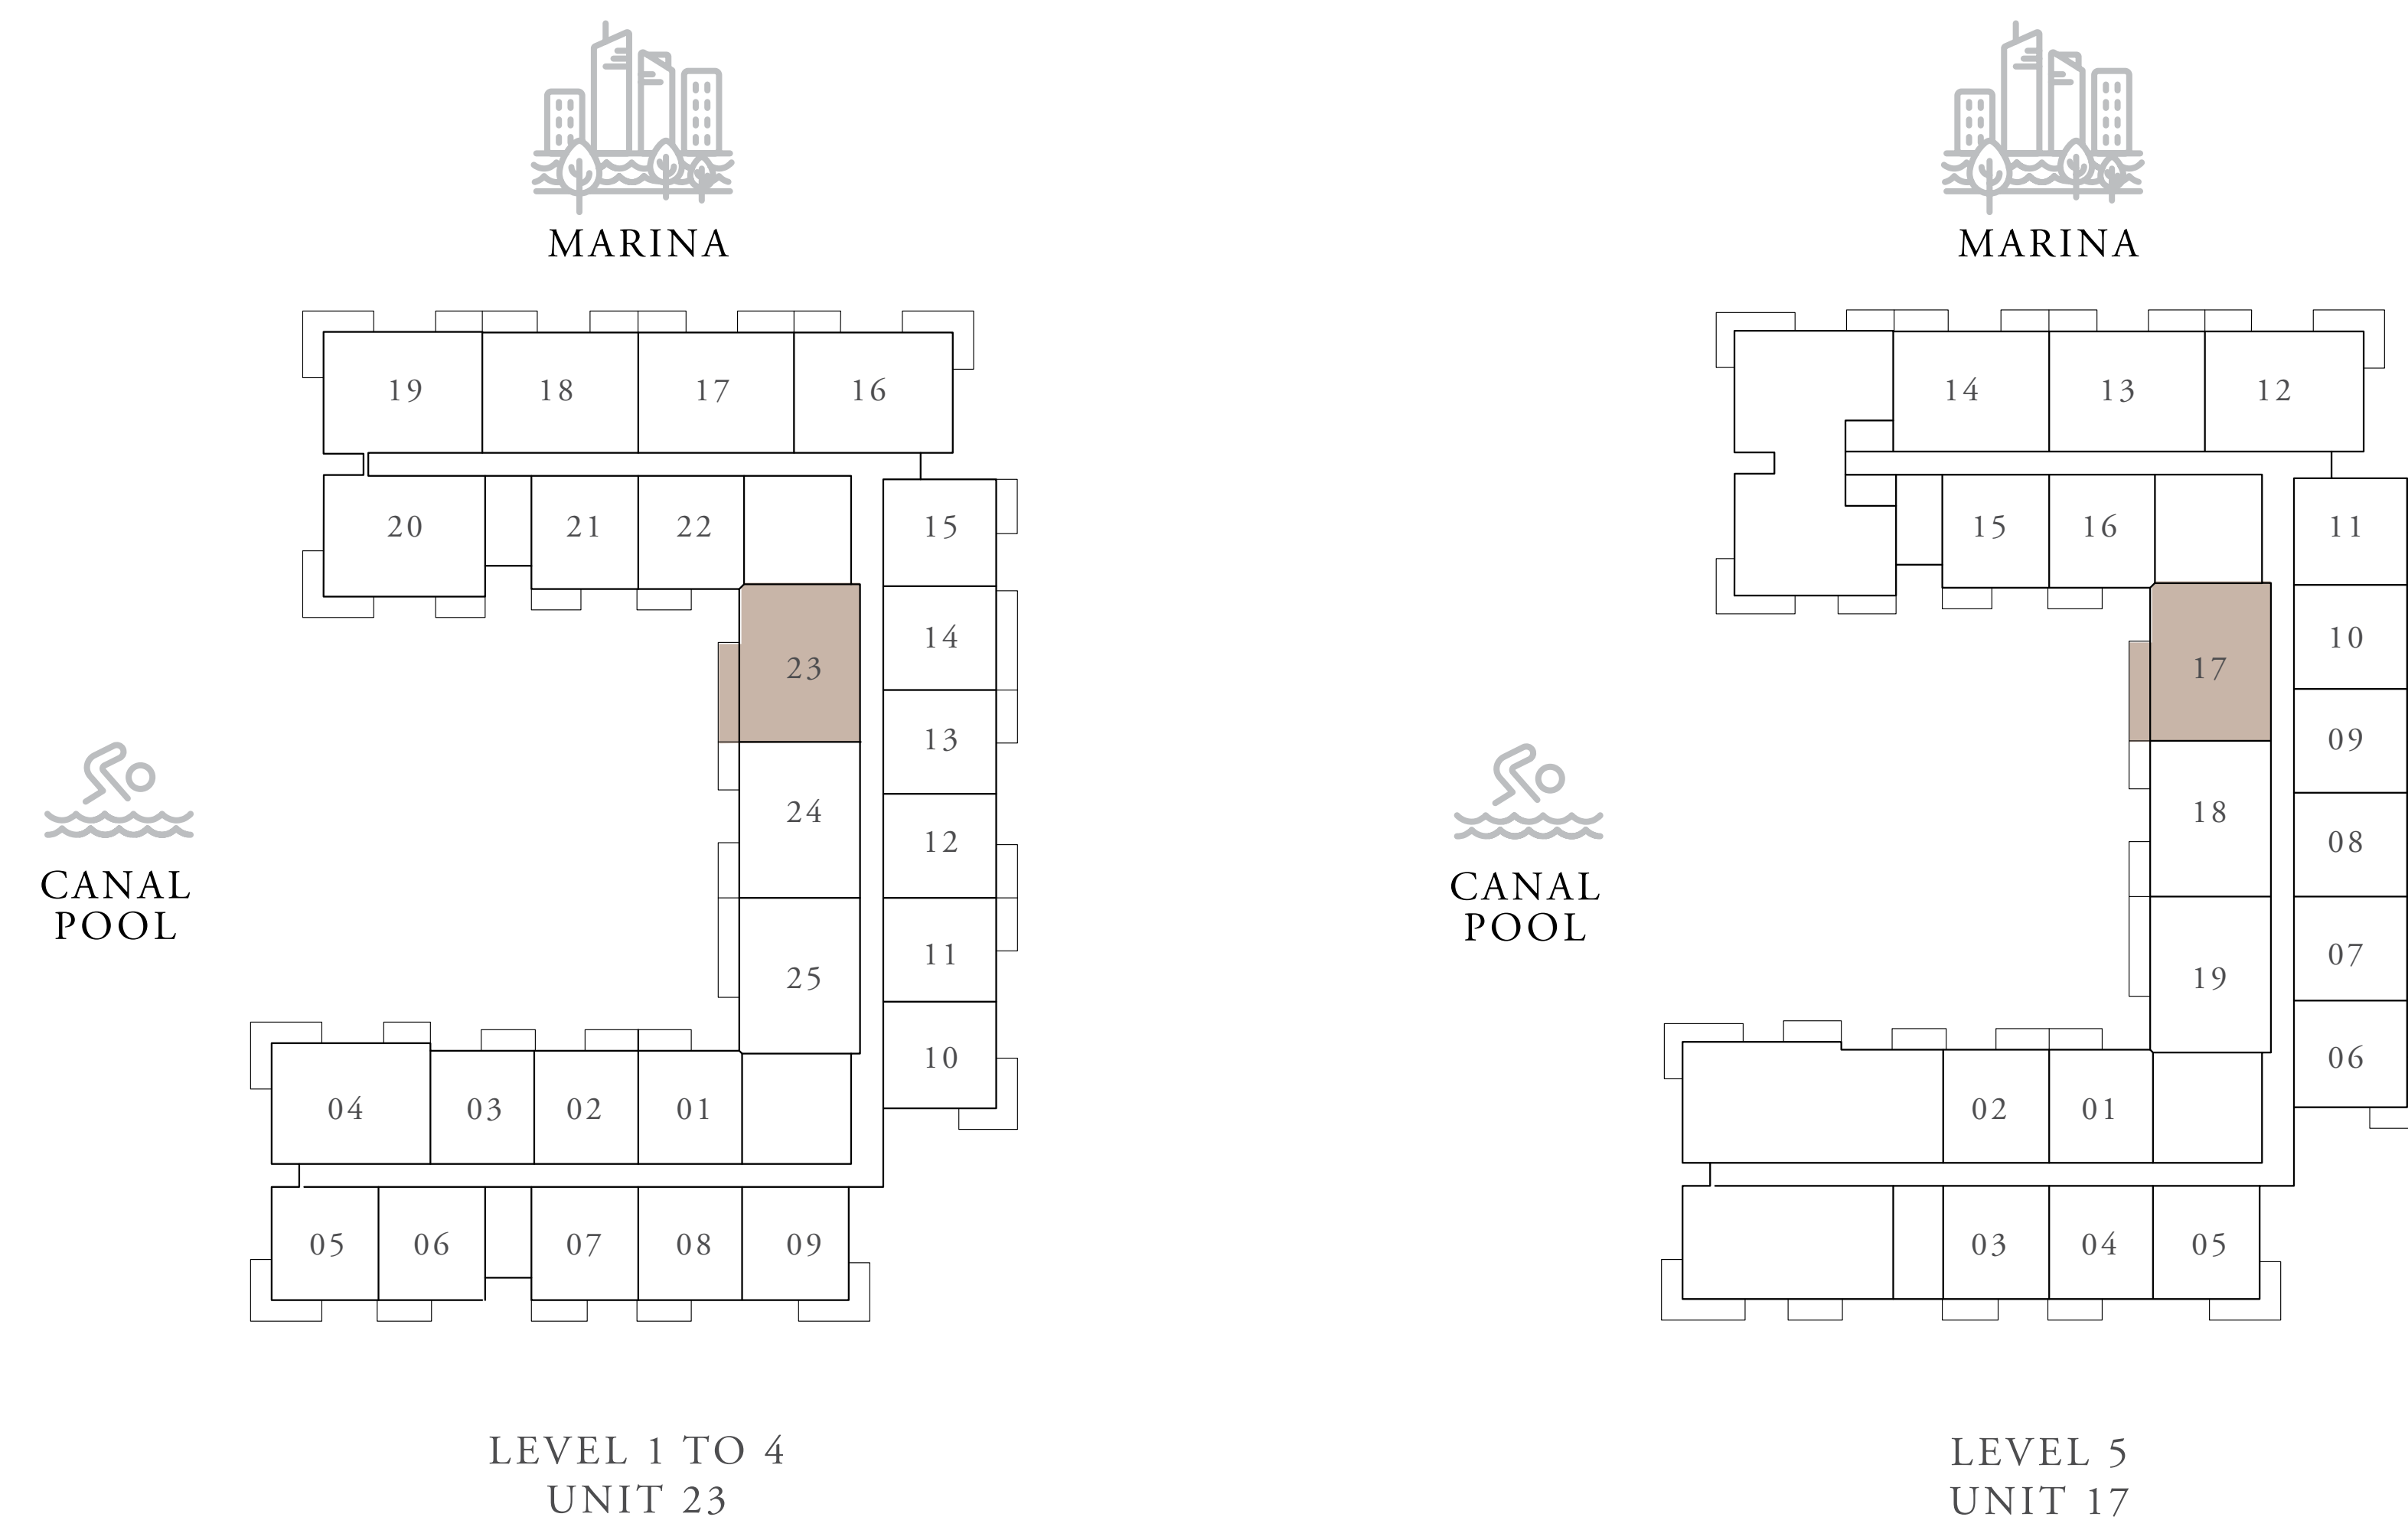 MARINA
19 18 17 16
20 21 22 15
14
23
13
CANAL
POOL
24
12
11
25
10
04 03 02 01
05 06 07 08 09
LEVEL 1 TO 4
UNIT 23
MARINA
14 13 12
15 16 11
10
17
09
CANAL
POOL
18
08
07
19
06
02 01
03 04 05
LEVEL 5
UNIT 17